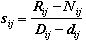 s_ij = (R_ij − N_ij) / (D_ij − d_ij)